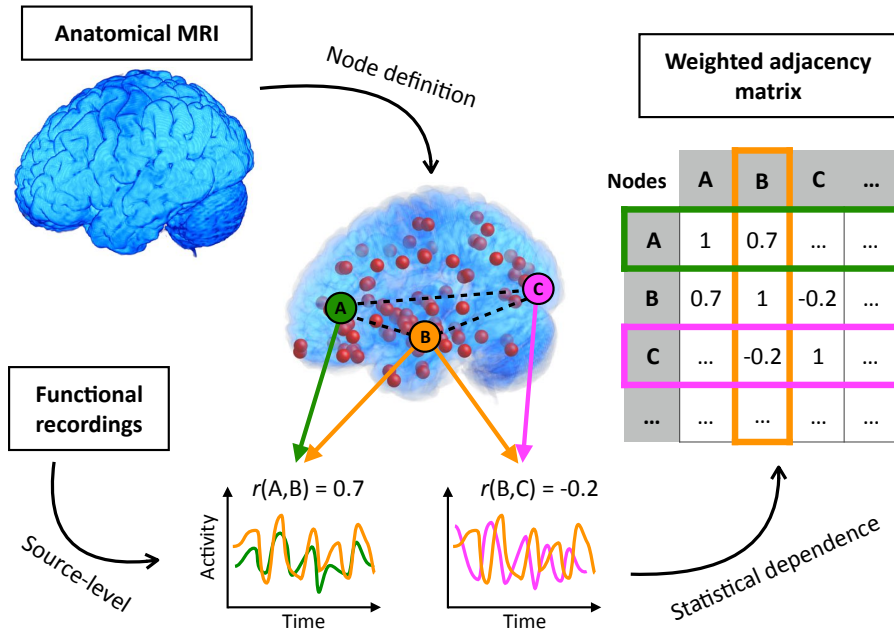 Anatomical MRI
Node definition
Weighted adjacency
matrix
Nodes A B C ...
A 1 0.7 ... ...
B 0.7 1 -0.2 ...
C ... -0.2 1 ...
... ... ... ... ...
A
B
C
Functional
recordings
Source-level
r(A,B) = 0.7
Activity
Time
r(B,C) = -0.2
Time
Statistical dependence